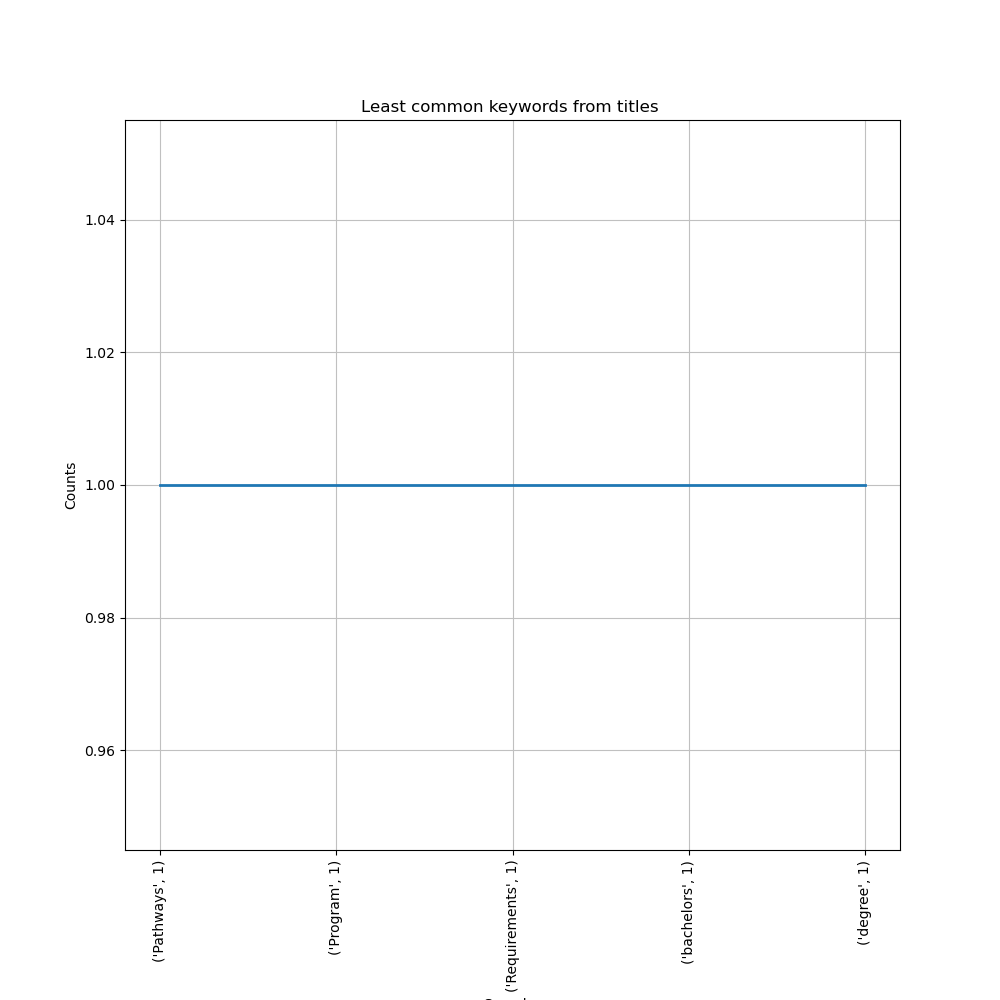 Least common keywords from titles
Counts
1.04
1.02
1.00
0.98
0.96
('Pathways', 1)
('Program', 1)
('Requirements', 1)
('bachelors', 1)
('degree', 1)